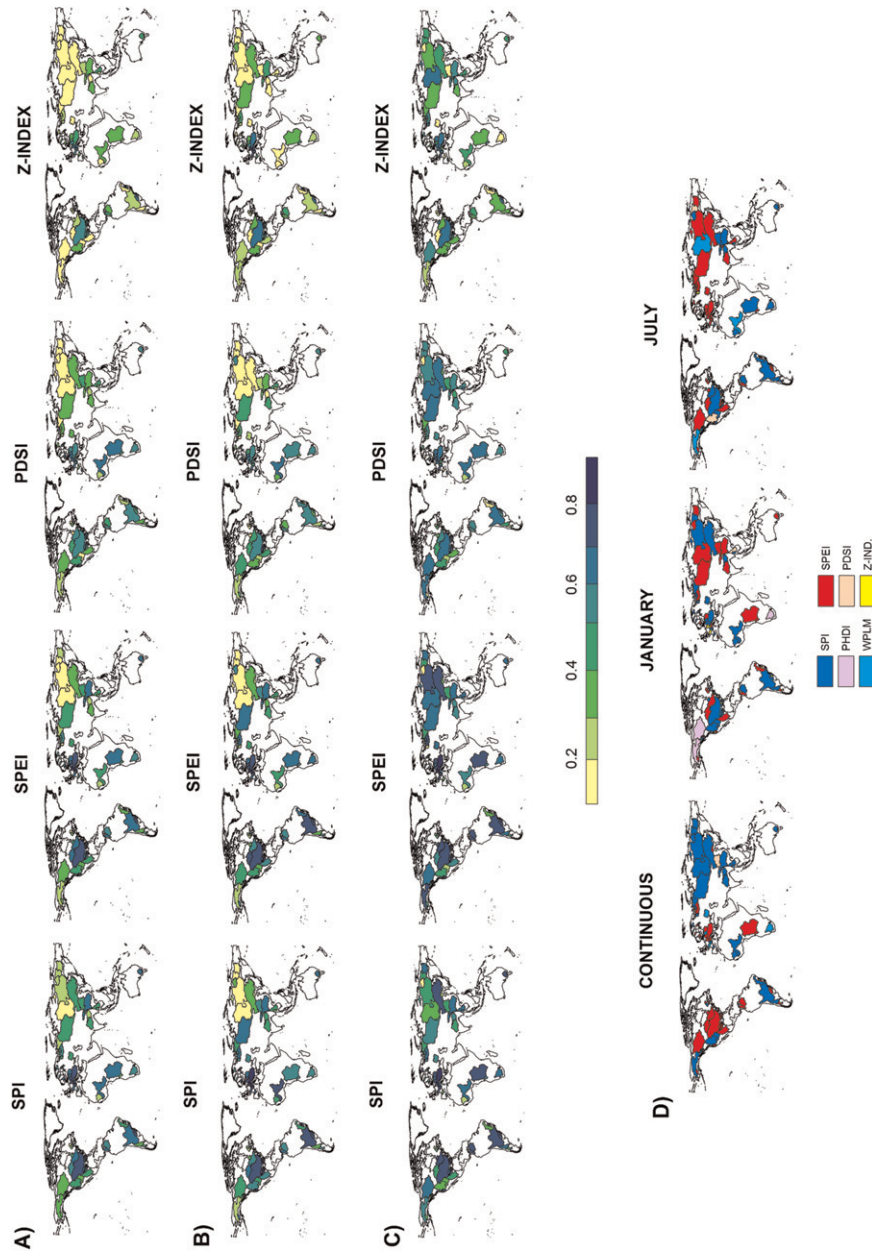 A)
SPI
SPEI
PDSI
Z-INDEX
B)
SPI
SPEI
PDSI
Z-INDEX
C)
SPI
SPEI
PDSI
Z-INDEX
0.2
0.4
0.6
0.8
D)
CONTINUOUS
JANUARY
JULY
SPI
SPEI
PHDI
PDSI
WPLM
Z-IND.